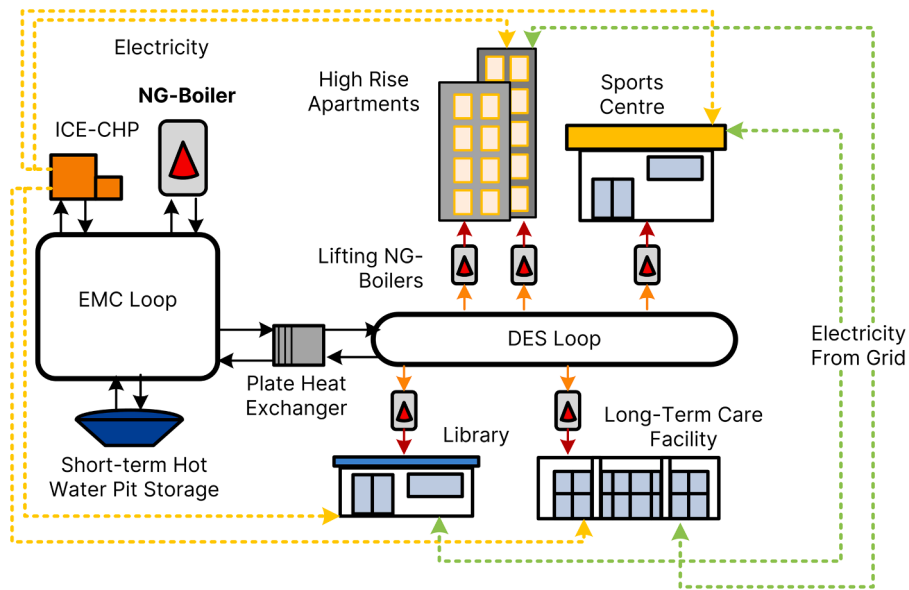 Electricity
NG-Boiler
ICE-CHP
High Rise
Apartments
Sports
Centre
Lifting NG-
Boilers
EMC Loop
DES Loop
Electricity
From Grid
Plate Heat
Exchanger
Library
Long-Term Care
Facility
Short-term Hot
Water Pit Storage